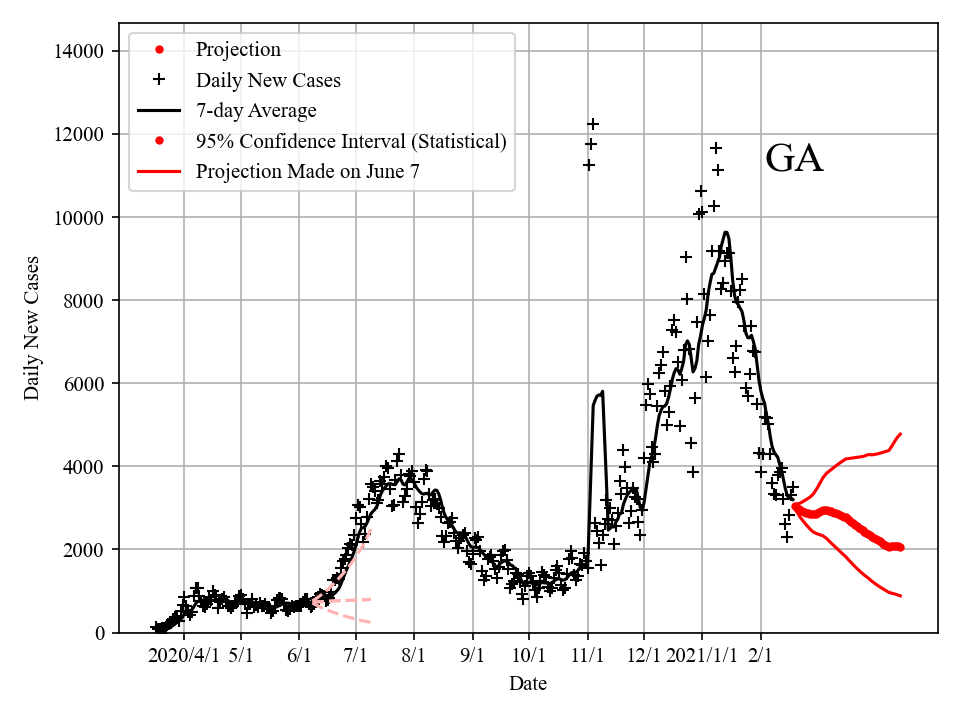 14000
12000
10000
8000
6000
4000
2000
0
Daily New Cases
Projection
Daily New Cases
7-day Average
95% Confidence Interval (Statistical)
Projection Made on June 7
GA
2020/4/1 5/1 6/1 7/1 8/1 9/1 10/1 11/1 12/1 2021/1/1 2/1
Date